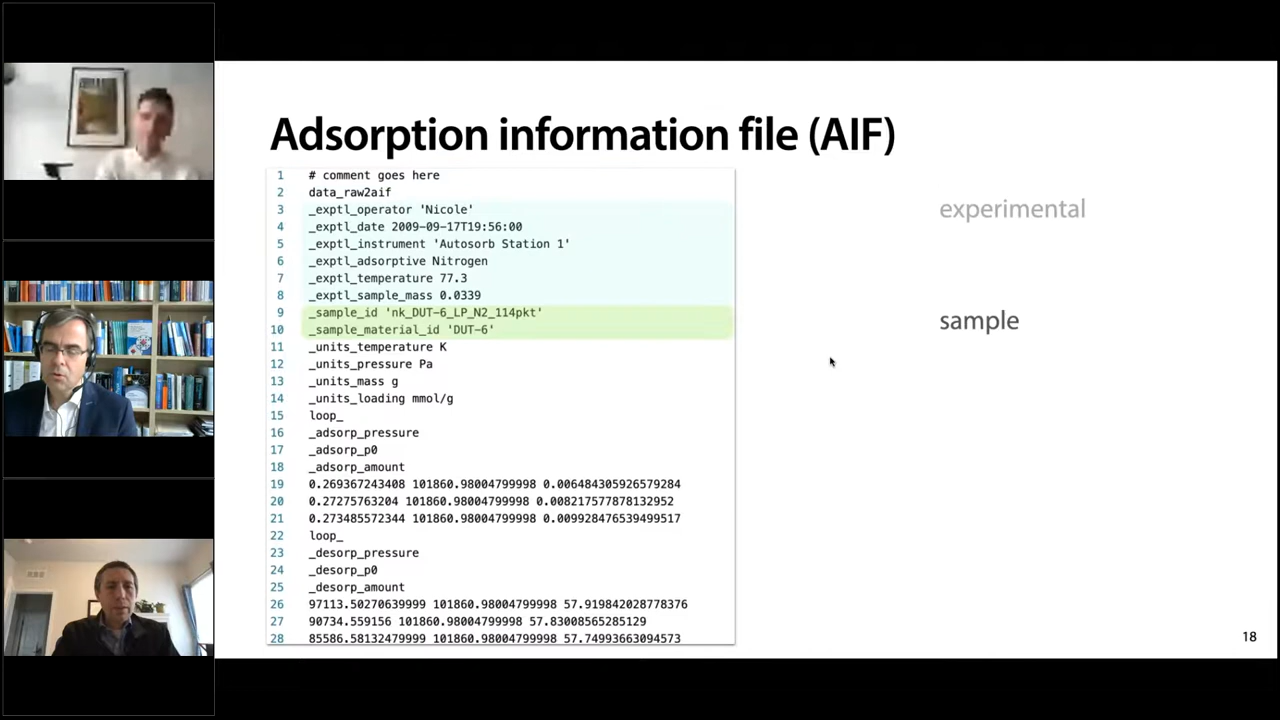 Adsorption information file (AIF)
1 # comment goes here
2 data_raw2aif
3 _exptl_operator 'Nicole'
4 _exptl_date 2009-09-17T19:56:00
5 _exptl_instrument 'Autosorb Station 1'
6 _exptl_adsorptive Nitrogen
7 _exptl_temperature 77.3
8 _exptl_sample_mass 0.0339
9 _sample_id 'nk_DUT-6_LP_N2_114pkt'
10 _sample_material_id 'DUT-6'
11 _units_temperature K
12 _units_pressure Pa
13 _units_mass g
14 _units_loading mmol/g
15 loop_
16 _adsorp_pressure
17 _adsorp_p0
18 _adsorp_amount
19 0.269367243408 101860.98004799998 0.006484305926579284
20 0.27275763204 101860.98004799998 0.008217577878132952
21 0.273485572344 101860.98004799998 0.009928476539499517
22 loop_
23 _desorp_pressure
24 _desorp_p0
25 _desorp_amount
26 97113.50270639999 101860.98004799998 57.919842028778376
27 90734.559156 101860.98004799998 57.83008565285129
28 85586.58132479999 101860.98004799998 57.74993663094573
experimental
sample
18